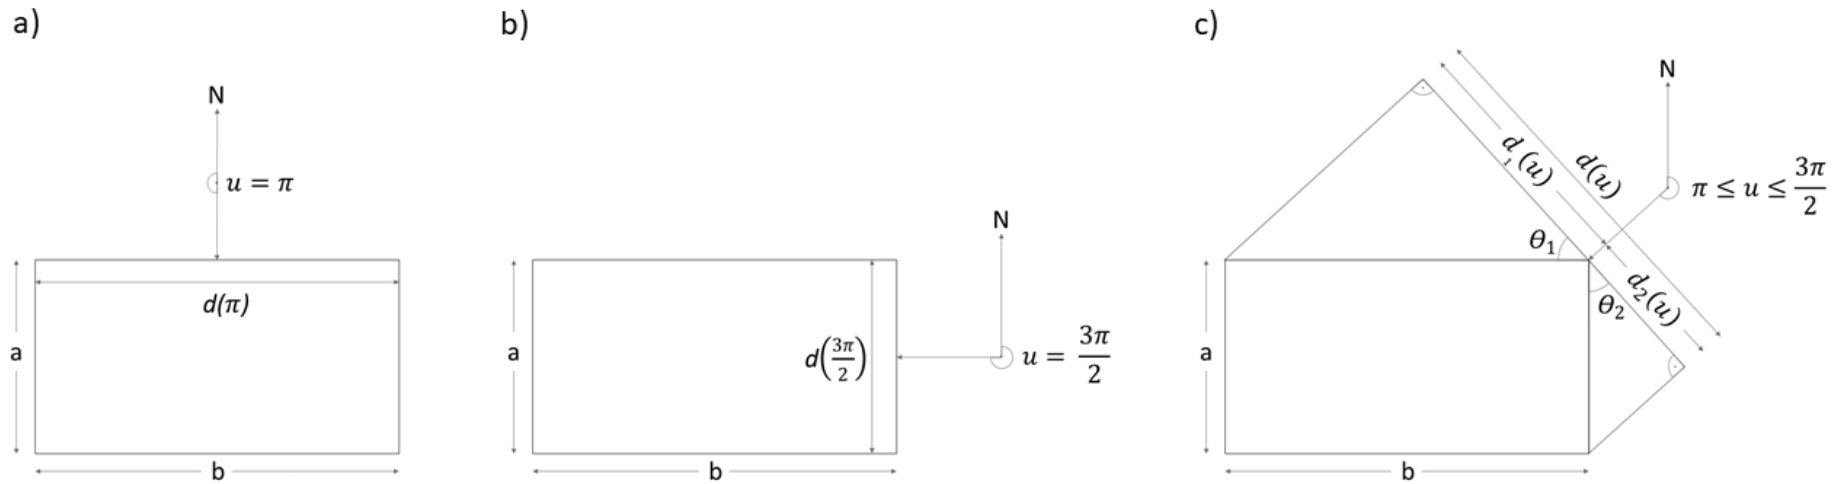 a)
N
u = π
a
d(π)
b
b)
N
a
d(3π/2)
u = 3π/2
b
c)
N
d₁(u)
d(u)
π ≤ u ≤ 3π/2
θ₁
d₂(u)
θ₂
a
b